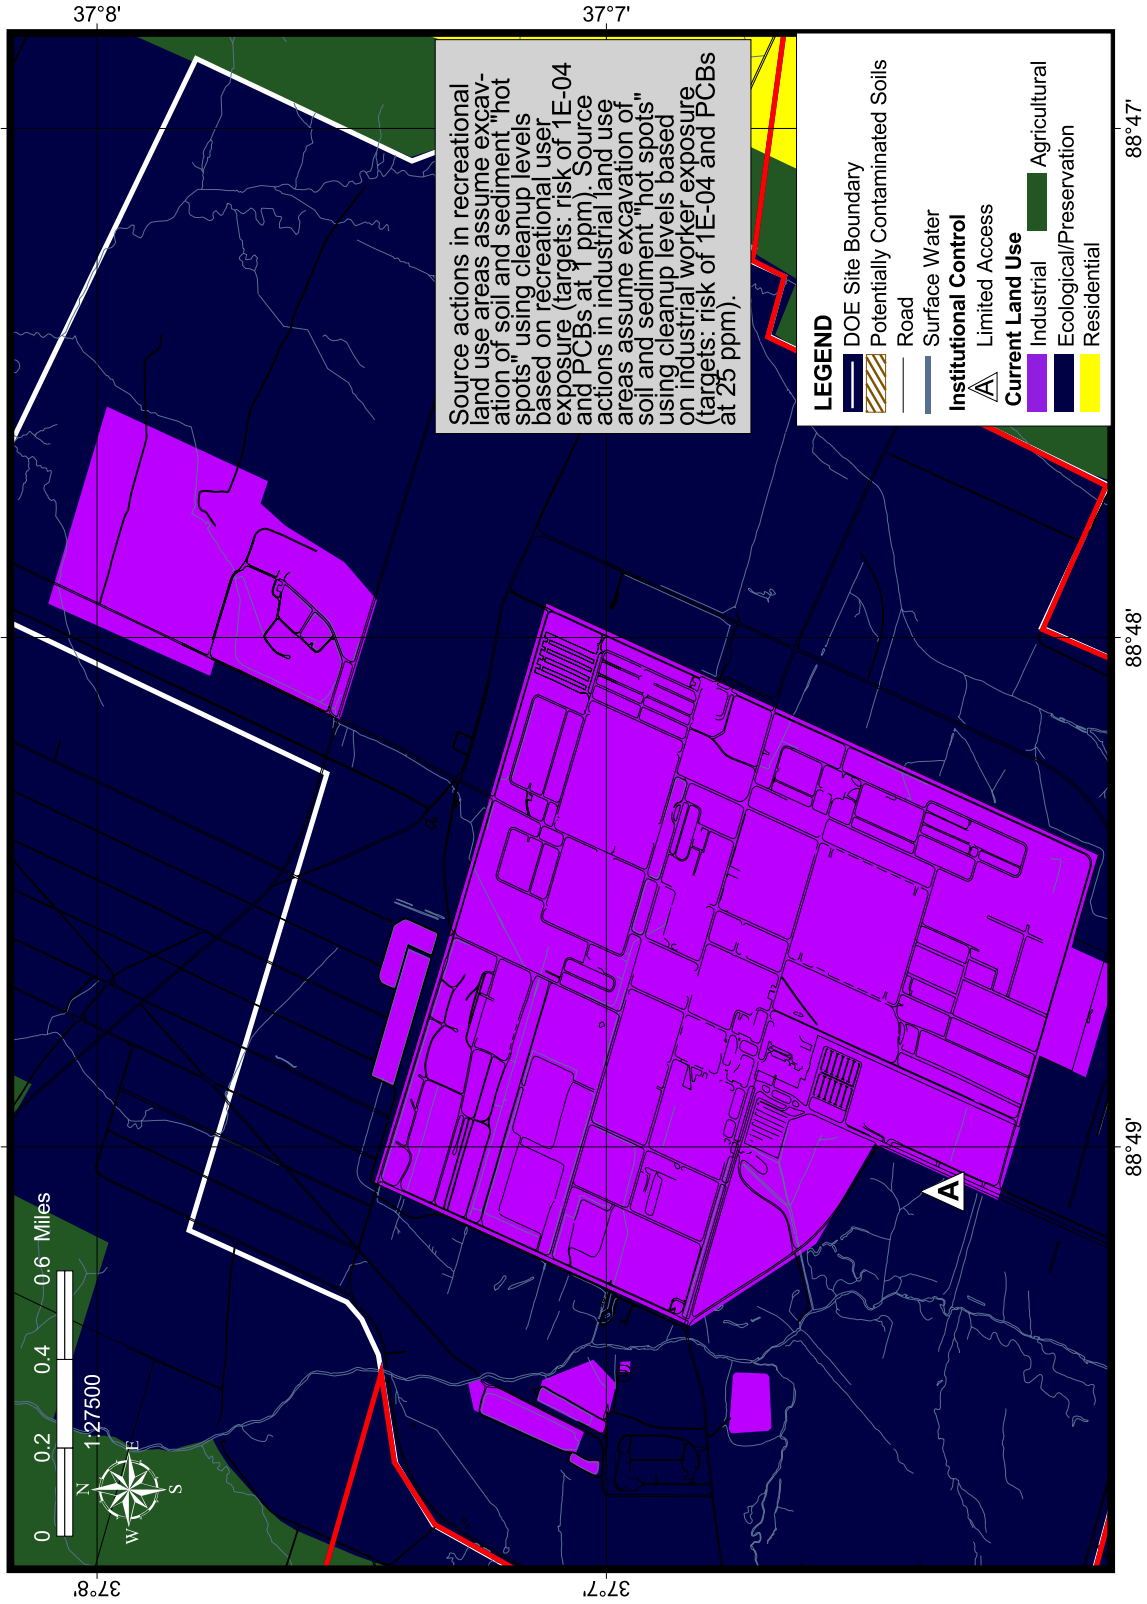 37°8'
37°7'
88°47'
88°48'
88°49'
37°8'
37°7'
Source actions in recreational
land use areas assume excav-
ation of soil and sediment "hot
spots" using cleanup levels
based on recreational user
exposure (targets: risk of 1E-04
and PCBs at 1 ppm). Source
actions in industrial land use
areas assume excavation of
soil and sediment "hot spots"
using cleanup levels based
on industrial worker exposure
(targets: risk of 1E-04 and PCBs
at 25 ppm).
LEGEND
DOE Site Boundary
Potentially Contaminated Soils
Road
Surface Water
Institutional Control
A Limited Access
Current Land Use
Industrial
Agricultural
Ecological/Preservation
Residential
A
0 0.2 0.4 0.6 Miles
1:27500
N
W E
S